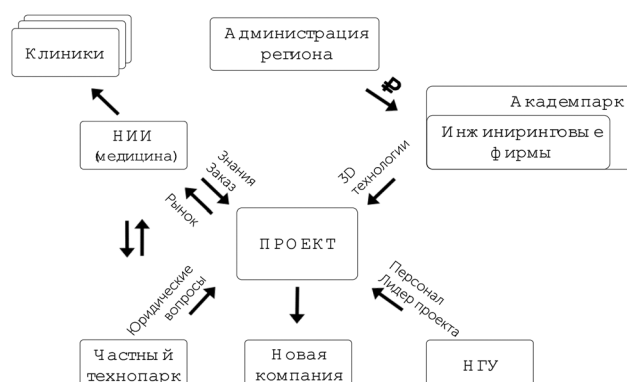 Клиники
Администрация
региона
Академпарк
Инжиниринговые
фирмы
НИИ
(медицина)
Знания
Заказ
Рынок
3D
технологии
ПРОЕКТ
Юридические
вопросы
Персонал
Лидер проекта
Частный
технопарк
Новая
компания
НГУ